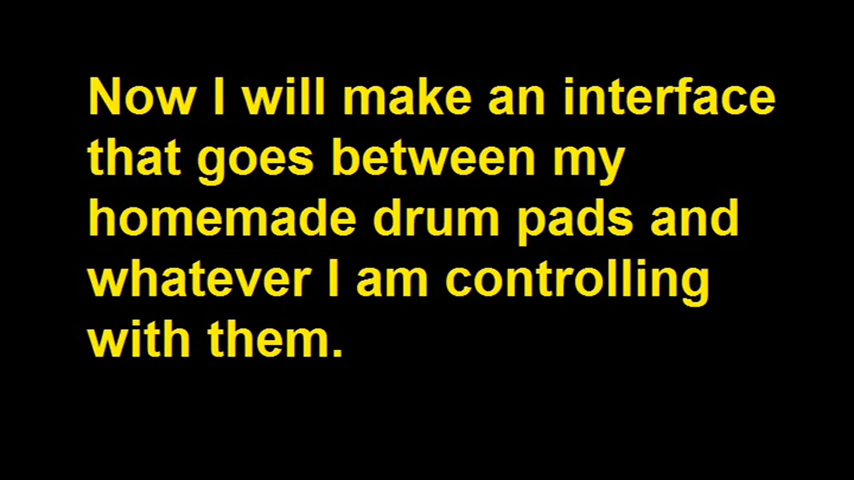 Now I will make an interface
that goes between my
homemade drum pads and
whatever I am controlling
with them.